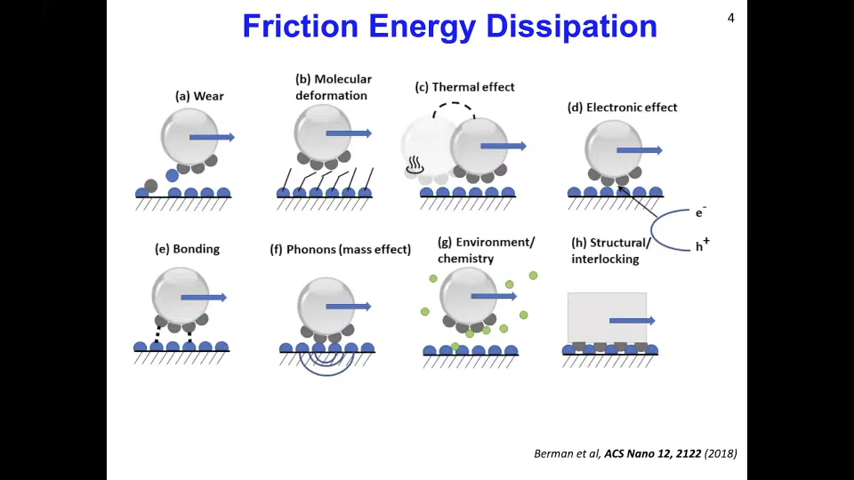 Friction Energy Dissipation
4
(a) Wear
(b) Molecular
deformation
(c) Thermal effect
(d) Electronic effect
e-
h+
(e) Bonding
(f) Phonons (mass effect)
(g) Environment/
chemistry
(h) Structural/
interlocking
Berman et al, ACS Nano 12, 2122 (2018)